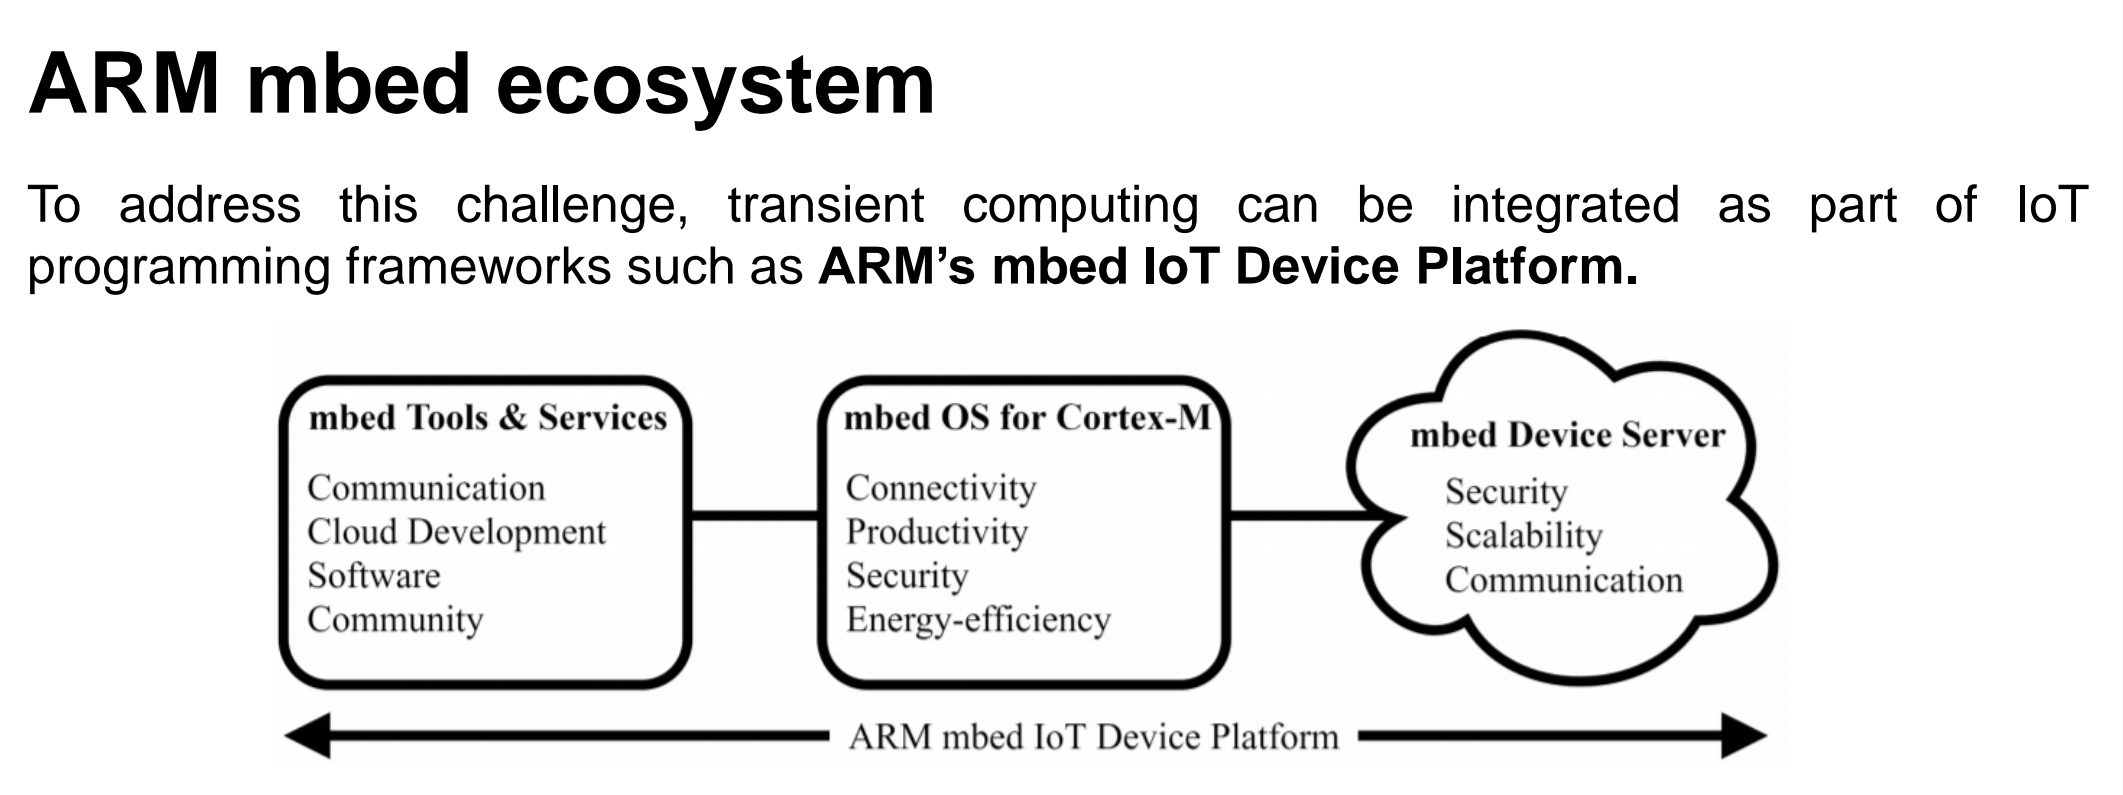 ARM mbed ecosystem
To address this challenge, transient computing can be integrated as part of IoT
programming frameworks such as ARM’s mbed IoT Device Platform.
mbed Tools & Services
Communication
Cloud Development
Software
Community
mbed OS for Cortex-M
Connectivity
Productivity
Security
Energy-efficiency
mbed Device Server
Security
Scalability
Communication
ARM mbed IoT Device Platform